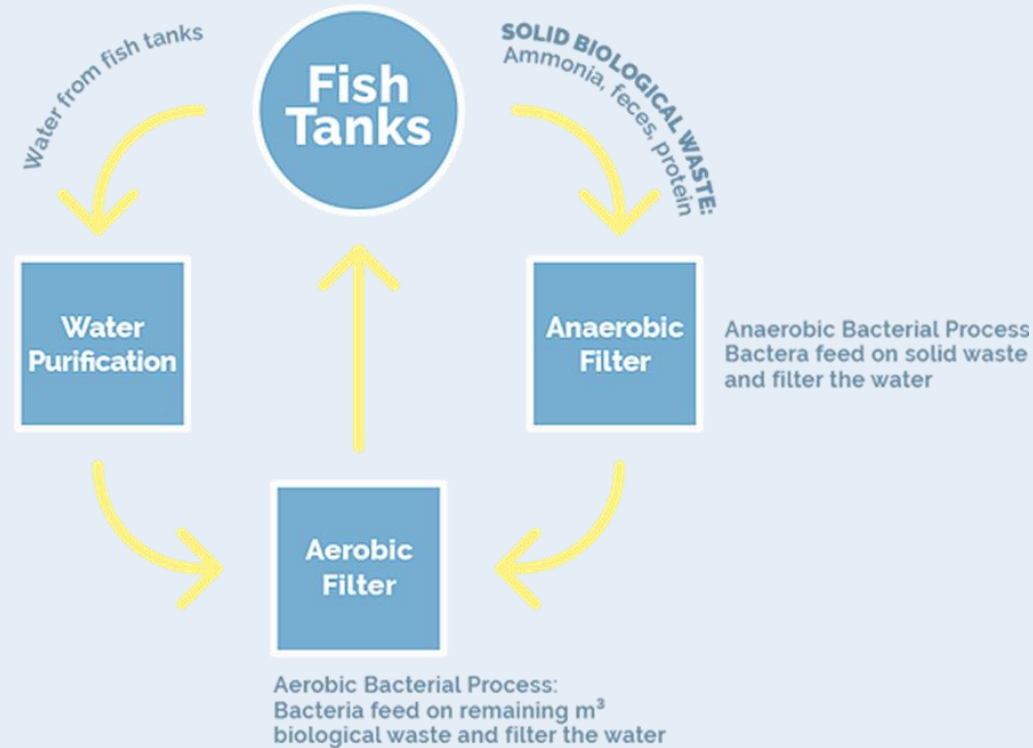 Water from fish tanks
Fish
Tanks
SOLID BIOLOGICAL WASTE:
Ammonia, feces, protein
Water
Purification
Anaerobic
Filter
Anaerobic Bacterial Process
Bactera feed on solid waste
and filter the water
Aerobic
Filter
Aerobic Bacterial Process:
Bacteria feed on remaining m³
biological waste and filter the water